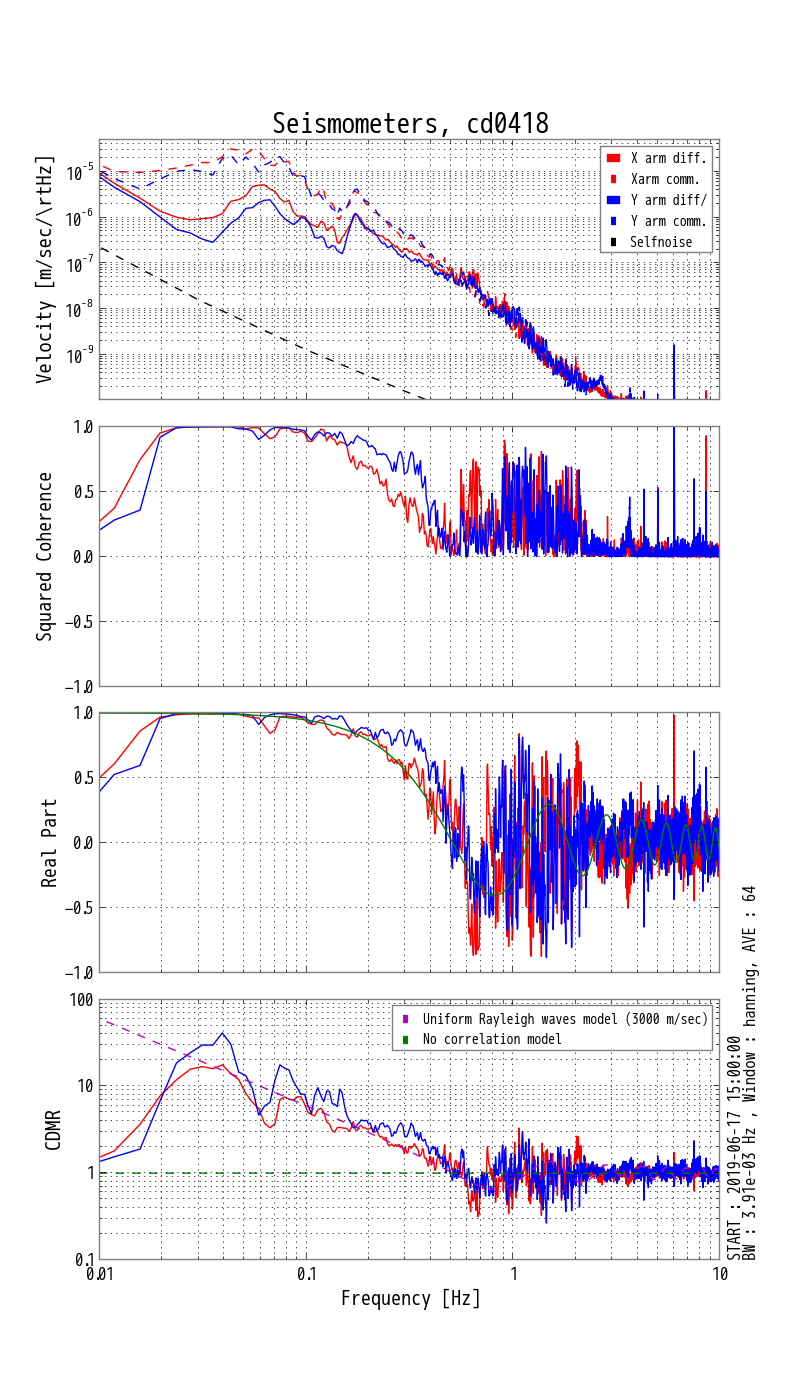 Seismometers, cd0418
Velocity [m/sec/\rtHz]
10^-5
10^-6
10^-7
10^-8
10^-9
X arm diff.
Xarm comm.
Y arm diff/
Y arm comm.
Selfnoise
Squared Coherence
1.0
0.5
0.0
−0.5
−1.0
Real Part
1.0
0.5
0.0
−0.5
−1.0
CDMR
100
10
1
0.1
Uniform Rayleigh waves model (3000 m/sec)
No correlation model
0.01
0.1
1
10
Frequency [Hz]
START : 2019-06-17 15:00:00
BW : 3.91e-03 Hz , Window : hanning, AVE : 64